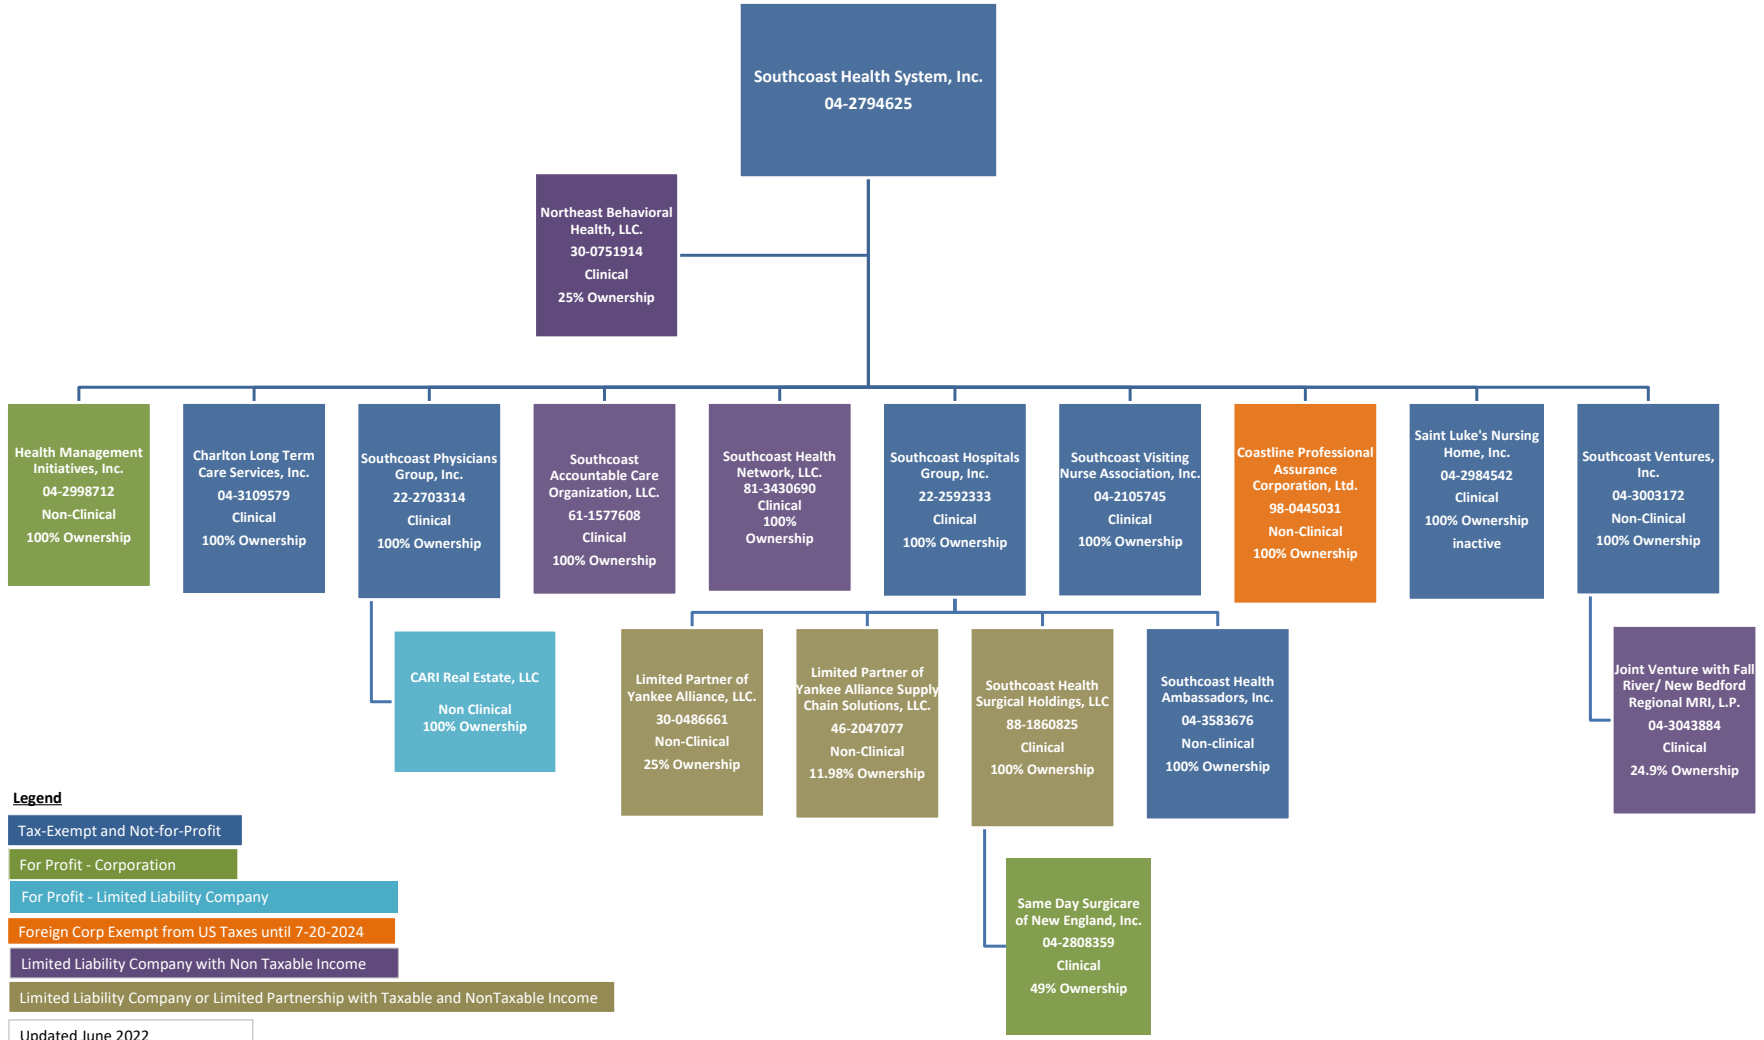 Southcoast Health System, Inc.
04-2794625
Northeast Behavioral
Health, LLC.
30-0751914
Clinical
25% Ownership
Health Management
Initiatives, Inc.
04-2998712
Non-Clinical
100% Ownership
Charlton Long Term
Care Services, Inc.
04-3109579
Clinical
100% Ownership
Southcoast Physicians
Group, Inc.
22-2703314
Clinical
100% Ownership
Southcoast
Accountable Care
Organization, LLC.
61-1577608
Clinical
100% Ownership
Southcoast Health
Network, LLC.
81-3430690
Clinical
100%
Ownership
Southcoast Hospitals
Group, Inc.
22-2592333
Clinical
100% Ownership
Southcoast Visiting
Nurse Association, Inc.
04-2105745
Clinical
100% Ownership
Coastline Professional
Assurance
Corporation, Ltd.
98-0445031
Non-Clinical
100% Ownership
Saint Luke's Nursing
Home, Inc.
04-2984542
Clinical
100% Ownership
inactive
Southcoast Ventures,
Inc.
04-3003172
Non-Clinical
100% Ownership
CARI Real Estate, LLC
Non Clinical
100% Ownership
Limited Partner of
Yankee Alliance, LLC.
30-0486661
Non-Clinical
25% Ownership
Limited Partner of
Yankee Alliance Supply
Chain Solutions, LLC.
46-2047077
Non-Clinical
11.98% Ownership
Southcoast Health
Surgical Holdings, LLC
88-1860825
Clinical
100% Ownership
Southcoast Health
Ambassadors, Inc.
04-3583676
Non-clinical
100% Ownership
Joint Venture with Fall
River/ New Bedford
Regional MRI, L.P.
04-3043884
Clinical
24.9% Ownership
Same Day Surgicare
of New England, Inc.
04-2808359
Clinical
49% Ownership
Legend
Tax-Exempt and Not-for-Profit
For Profit - Corporation
For Profit - Limited Liability Company
Foreign Corp Exempt from US Taxes until 7-20-2024
Limited Liability Company with Non Taxable Income
Limited Liability Company or Limited Partnership with Taxable and NonTaxable Income
Updated June 2022